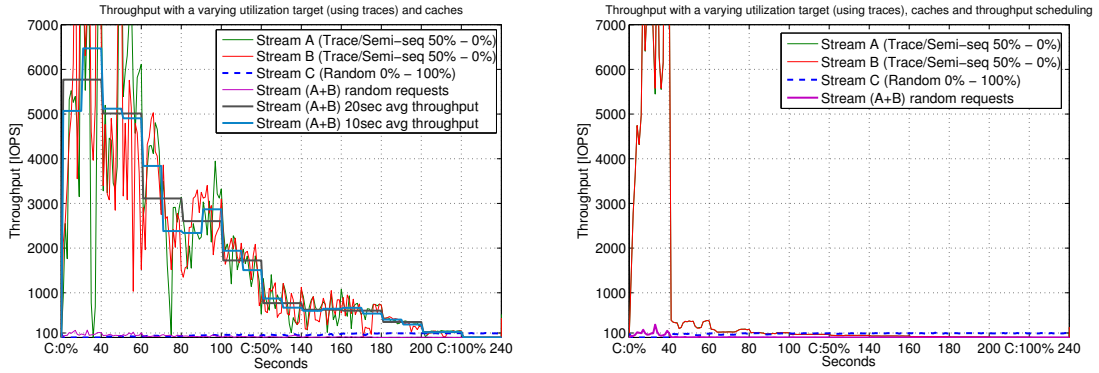 Throughput with a varying utilization target (using traces) and caches
7000
6000
5000
4000
3000
2000
1000
100
Throughput [IOPS]
Stream A (Trace/Semi−seq 50% − 0%)
Stream B (Trace/Semi−seq 50% − 0%)
Stream C (Random 0% − 100%)
Stream (A+B) random requests
Stream (A+B) 20sec avg throughput
Stream (A+B) 10sec avg throughput
C:0% 20 40 60 80 100 C:50% 140 160 180 200 C:100% 240
Seconds
Throughput with a varying utilization target (using traces), caches and throughput scheduling
7000
6000
5000
4000
3000
2000
1000
100
Throughput [IOPS]
Stream A (Trace/Semi−seq 50% − 0%)
Stream B (Trace/Semi−seq 50% − 0%)
Stream C (Random 0% − 100%)
Stream (A+B) random requests
C:0% 20 40 60 80 100 C:50% 140 160 180 200 C:100% 240
Seconds